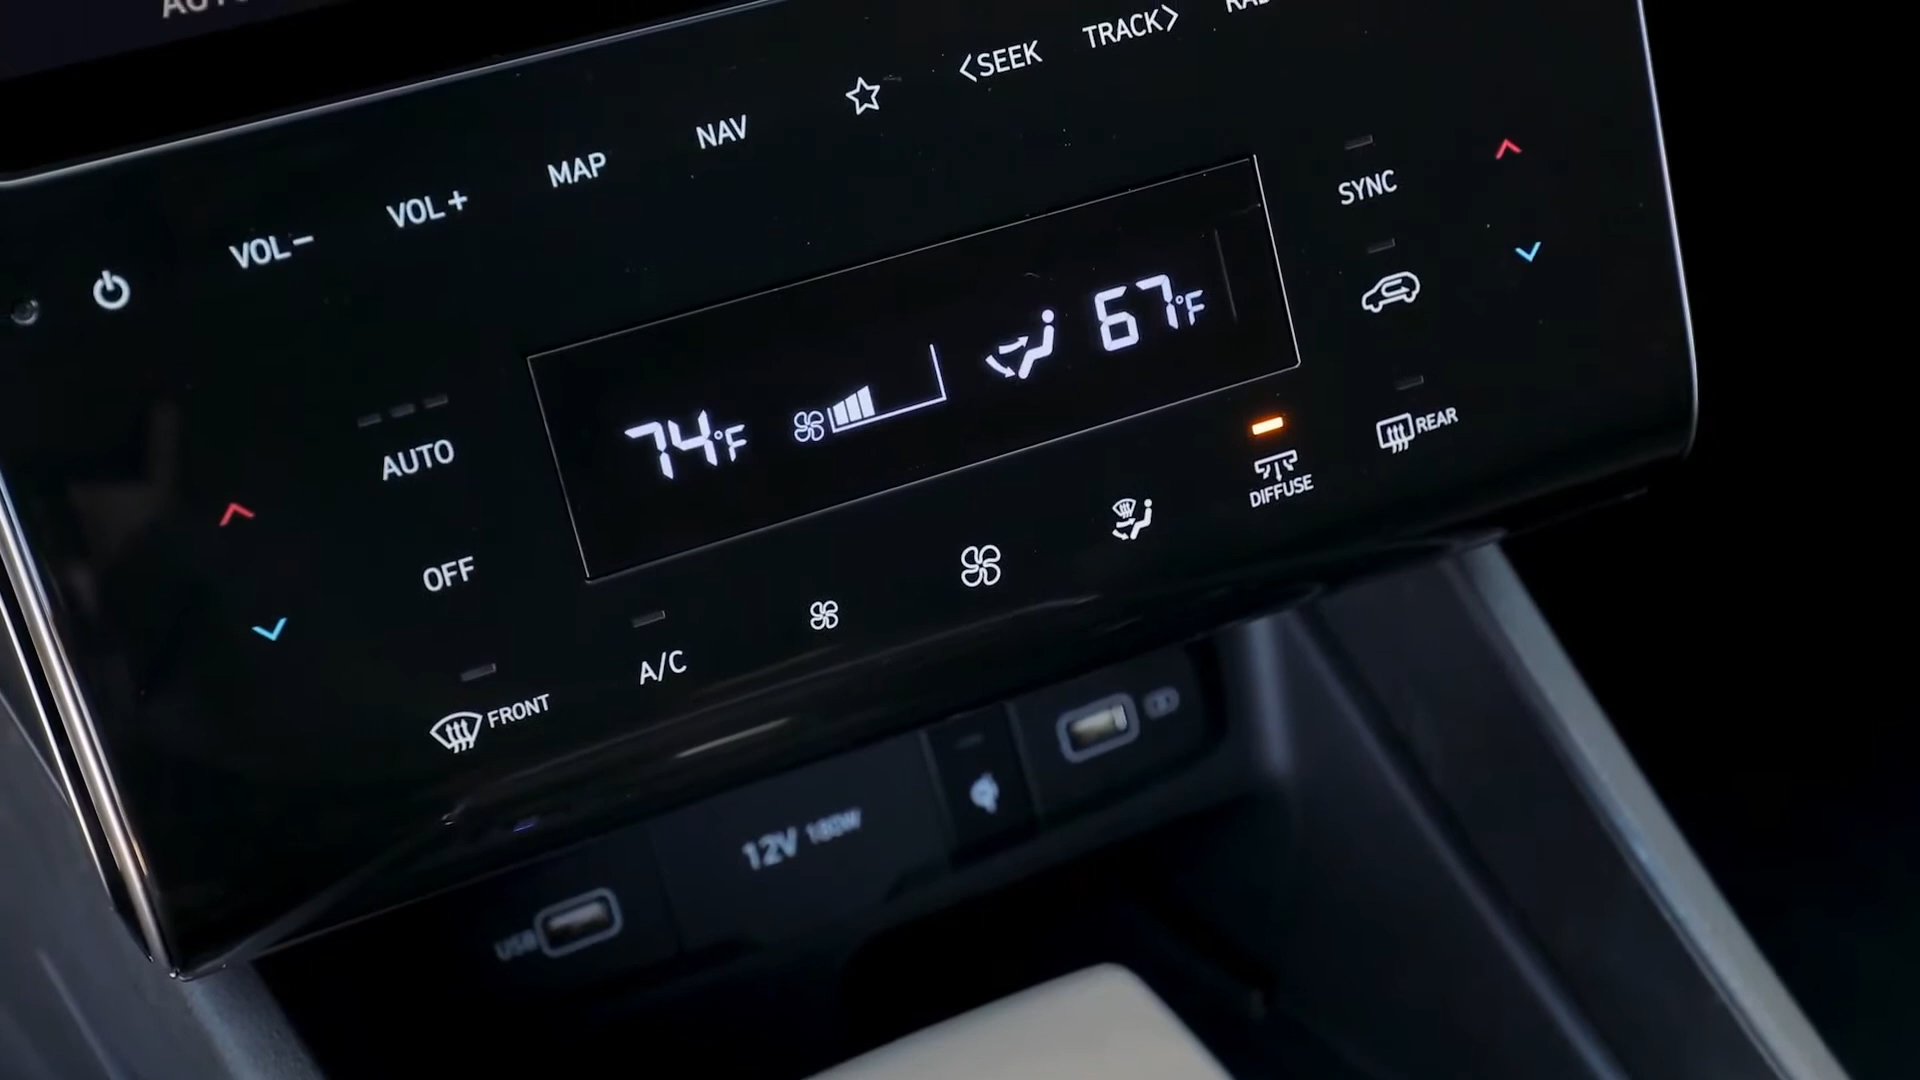 VOL−
VOL+
MAP
NAV
<SEEK
TRACK>
SYNC
AUTO
74°F
67°F
OFF
DIFFUSE
REAR
A/C
FRONT
12V 180W
USB